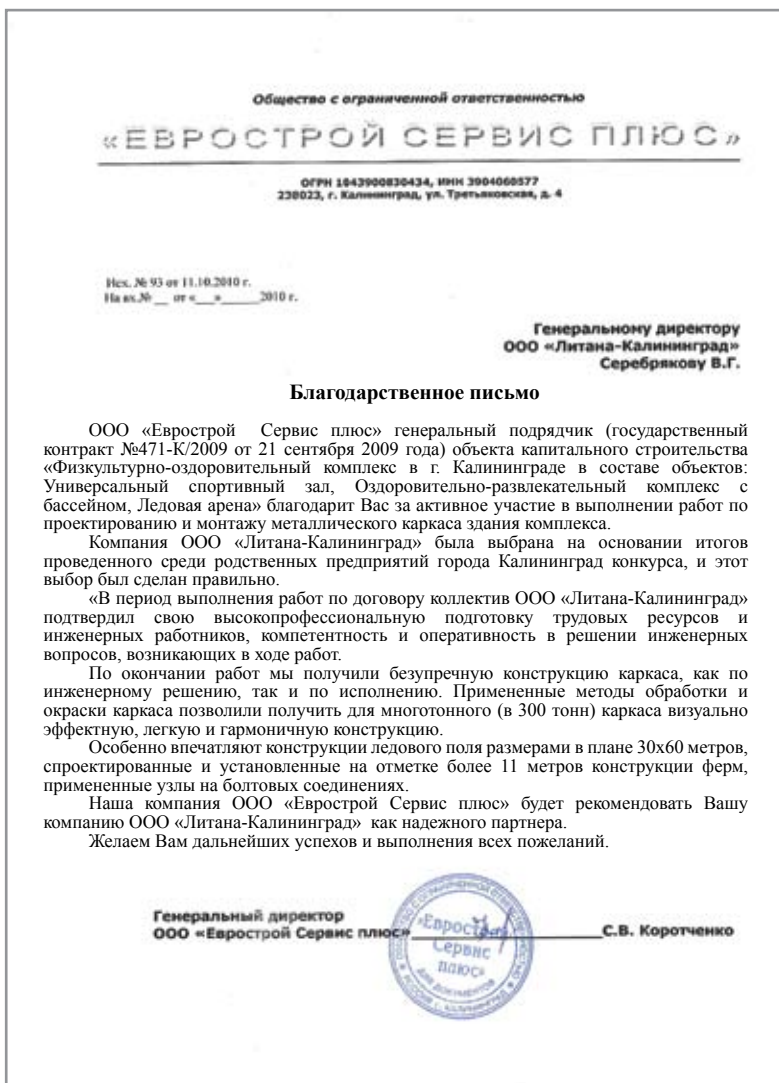 Общество с ограниченной ответственностью
«ЕВРОСТРОЙ СЕРВИС ПЛЮС»
ОГРН 1043900830434, ИНН 3904060577
230023, г. Калининград, ул. Третьяковская, д. 4
Исх. № 93 от 11.10.2010 г.
На вх.№ __ от «___»______2010 г.
Генеральному директору
ООО «Литана-Калининград»
Серебрякову В.Г.
Благодарственное письмо
ООО «Еврострой Сервис плюс» генеральный подрядчик (государственный
контракт №471-К/2009 от 21 сентября 2009 года) объекта капитального строительства
«Физкультурно-оздоровительный комплекс в г. Калининграде в составе объектов:
Универсальный спортивный зал, Оздоровительно-развлекательный комплекс с
бассейном, Ледовая арена» благодарит Вас за активное участие в выполнении работ по
проектированию и монтажу металлического каркаса здания комплекса.
Компания ООО «Литана-Калининград» была выбрана на основании итогов
проведенного среди родственных предприятий города Калининград конкурса, и этот
выбор был сделан правильно.
«В период выполнения работ по договору коллектив ООО «Литана-Калининград»
подтвердил свою высокопрофессиональную подготовку трудовых ресурсов и
инженерных работников, компетентность и оперативность в решении инженерных
вопросов, возникающих в ходе работ.
По окончании работ мы получили безупречную конструкцию каркаса, как по
инженерному решению, так и по исполнению. Примененные методы обработки и
окраски каркаса позволили получить для многотонного (в 300 тонн) каркаса визуально
эффектную, легкую и гармоничную конструкцию.
Особенно впечатляют конструкции ледового поля размерами в плане 30х60 метров,
спроектированные и установленные на отметке более 11 метров конструкции ферм,
примененные узлы на болтовых соединениях.
Наша компания ООО «Еврострой Сервис плюс» будет рекомендовать Вашу
компанию ООО «Литана-Калининград» как надежного партнера.
Желаем Вам дальнейших успехов и выполнения всех пожеланий.
Генеральный директор
ООО «Еврострой Сервис плюс»
С.В. Коротченко
«Еврострой
Сервис
плюс»
ДЛЯ ДОКУМЕНТОВ